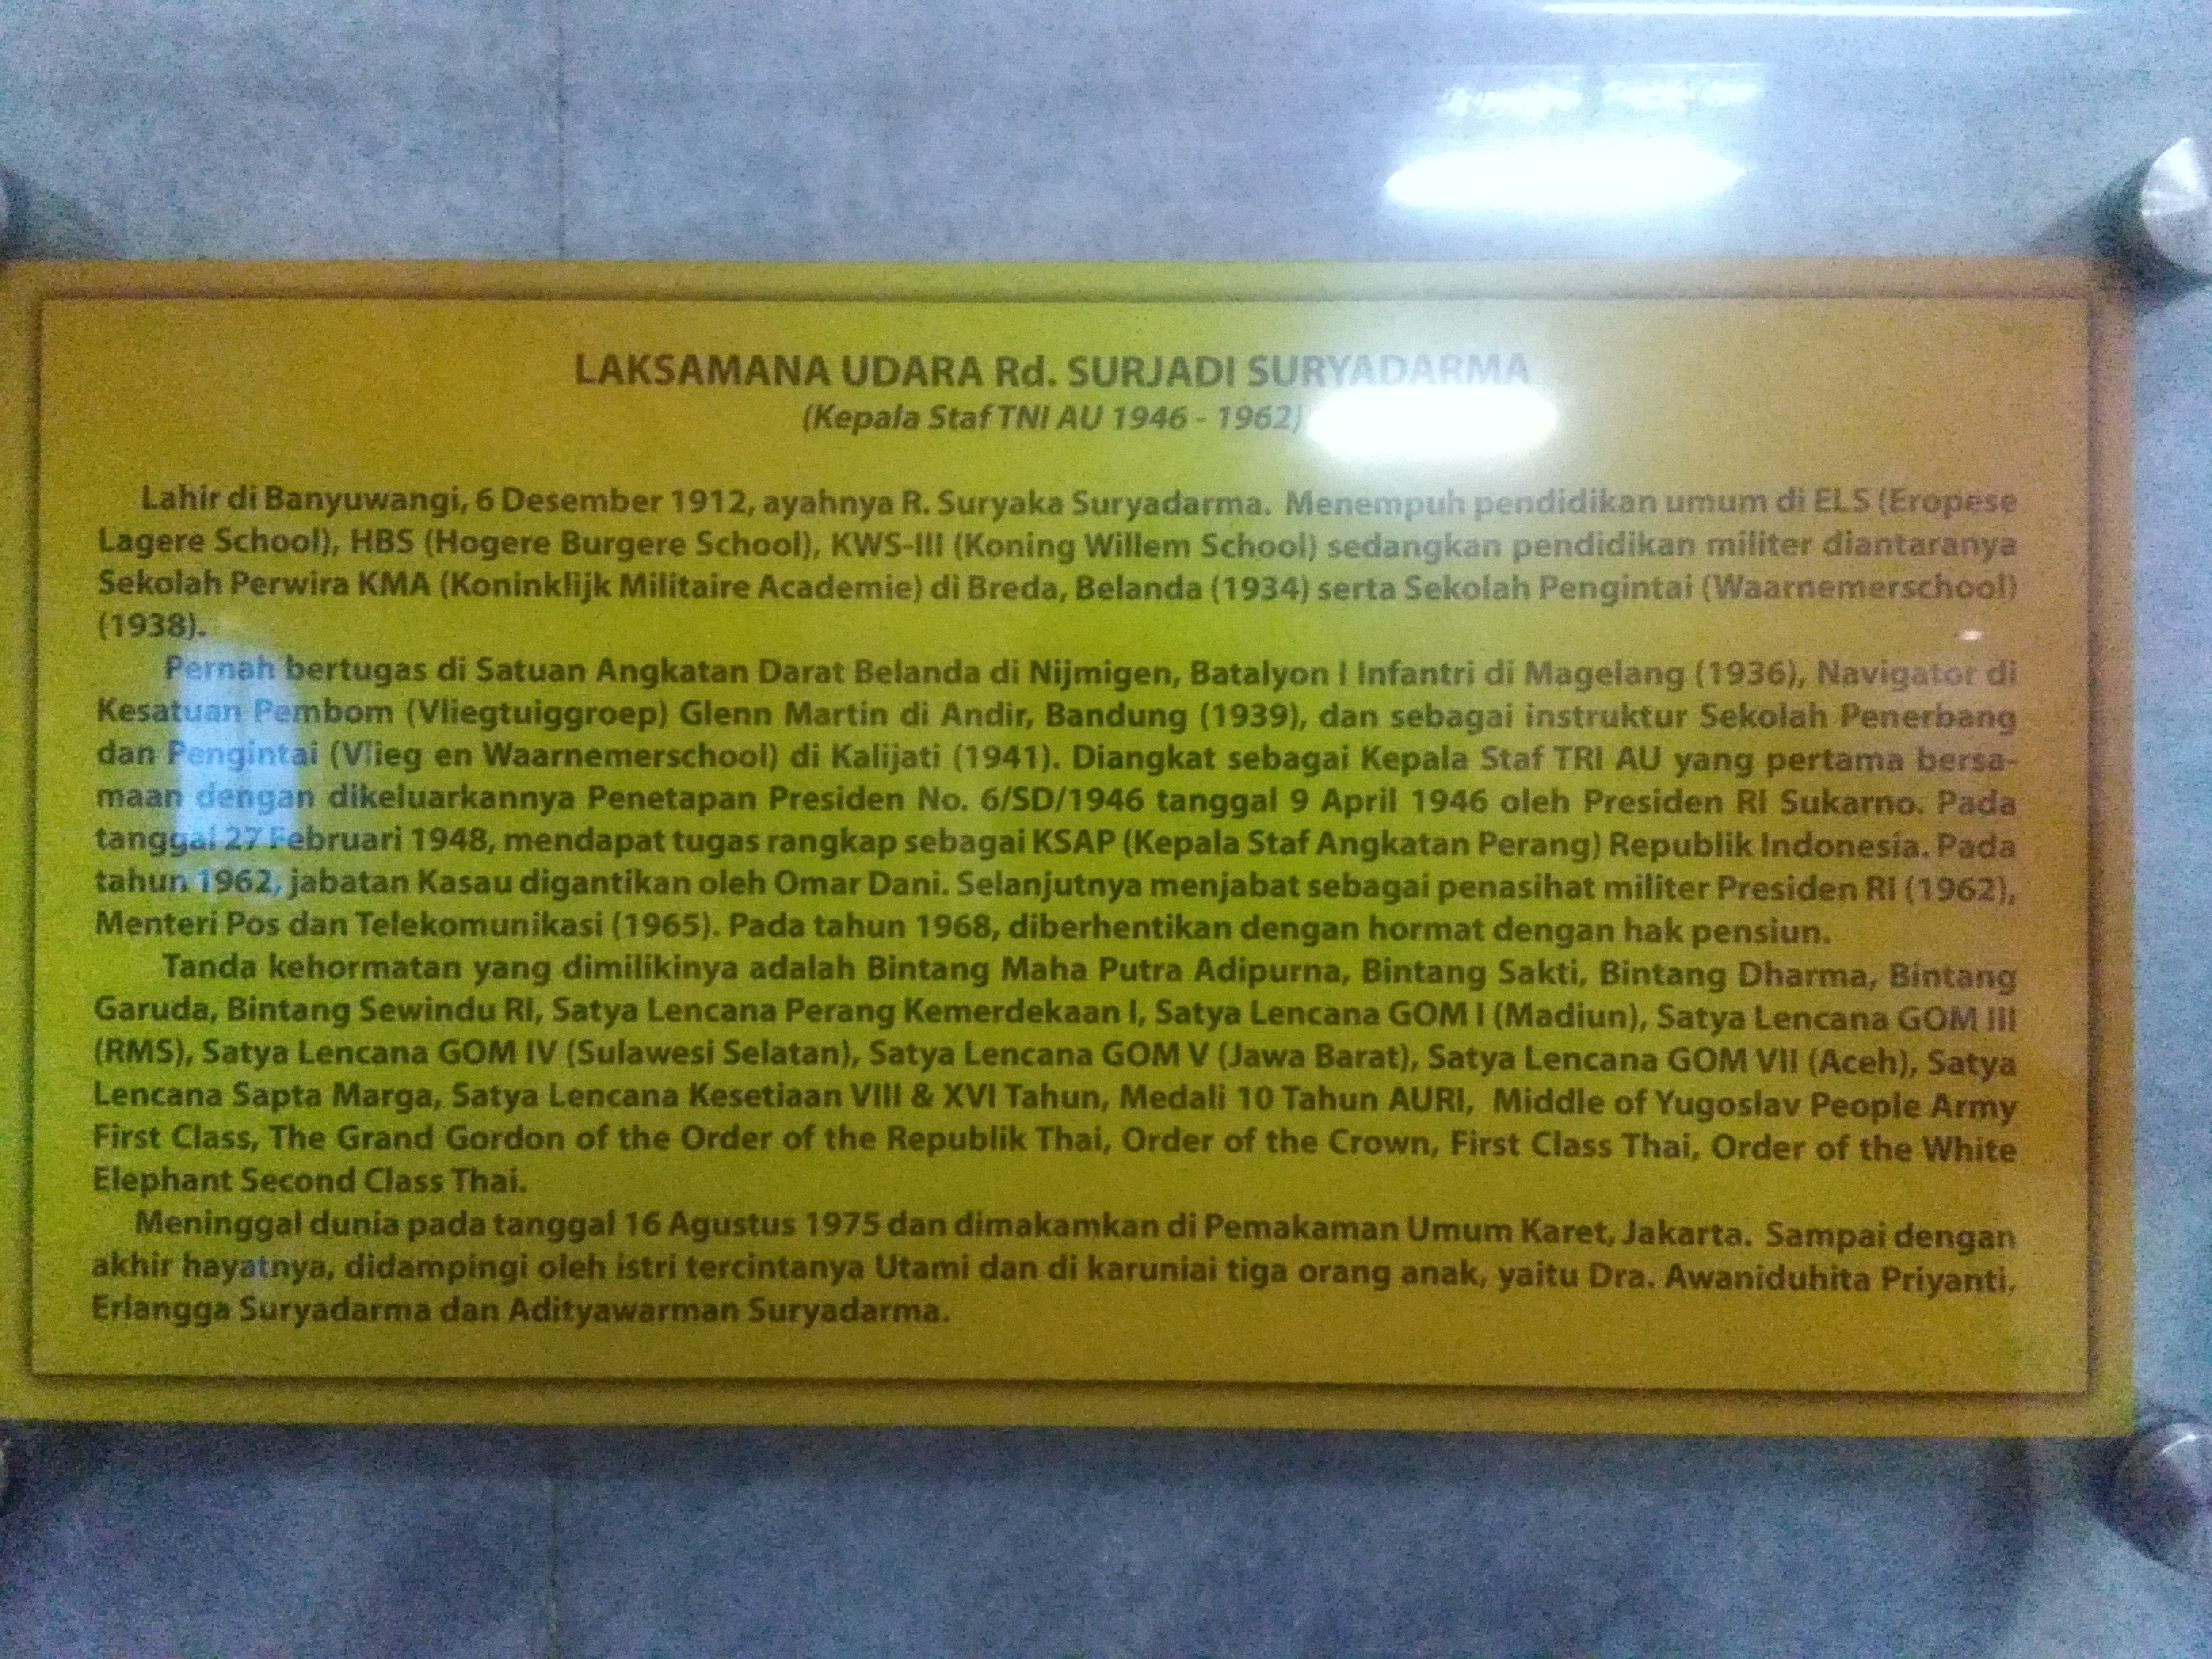 LAKSAMANA UDARA Rd. SURJADI SURYADARMA
(Kepala Staf TNI AU 1946 - 1962)
Lahir di Banyuwangi, 6 Desember 1912, ayahnya R. Suryaka Suryadarma. Menempuh pendidikan umum di ELS (Eropese
Lagere School), HBS (Hogere Burgere School), KWS-III (Koning Willem School) sedangkan pendidikan militer diantaranya
Sekolah Perwira KMA (Koninklijk Militaire Academie) di Breda, Belanda (1934) serta Sekolah Pengintai (Waarnemerschool)
(1938).
Pernah bertugas di Satuan Angkatan Darat Belanda di Nijmigen, Batalyon I Infantri di Magelang (1936), Navigator di
Kesatuan Pembom (Vliegtuiggroep) Glenn Martin di Andir, Bandung (1939), dan sebagai instruktur Sekolah Penerbang
dan Pengintai (Vlieg en Waarnemerschool) di Kalijati (1941). Diangkat sebagai Kepala Staf TRI AU yang pertama bersa-
maan dengan dikeluarkannya Penetapan Presiden No. 6/SD/1946 tanggal 9 April 1946 oleh Presiden RI Sukarno. Pada
tanggal 27 Februari 1948, mendapat tugas rangkap sebagai KSAP (Kepala Staf Angkatan Perang) Republik Indonesia. Pada
tahun 1962, jabatan Kasau digantikan oleh Omar Dani. Selanjutnya menjabat sebagai penasihat militer Presiden RI (1962),
Menteri Pos dan Telekomunikasi (1965). Pada tahun 1968, diberhentikan dengan hormat dengan hak pensiun.
Tanda kehormatan yang dimilikinya adalah Bintang Maha Putra Adipurna, Bintang Sakti, Bintang Dharma, Bintang
Garuda, Bintang Sewindu RI, Satya Lencana Perang Kemerdekaan I, Satya Lencana GOM I (Madiun), Satya Lencana GOM III
(RMS), Satya Lencana GOM IV (Sulawesi Selatan), Satya Lencana GOM V (Jawa Barat), Satya Lencana GOM VII (Aceh), Satya
Lencana Sapta Marga, Satya Lencana Kesetiaan VIII & XVI Tahun, Medali 10 Tahun AURI, Middle of Yugoslav People Army
First Class, The Grand Gordon of the Order of the Republik Thai, Order of the Crown, First Class Thai, Order of the White
Elephant Second Class Thai.
Meninggal dunia pada tanggal 16 Agustus 1975 dan dimakamkan di Pemakaman Umum Karet, Jakarta. Sampai dengan
akhir hayatnya, didampingi oleh istri tercintanya Utami dan di karuniai tiga orang anak, yaitu Dra. Awaniduhita Priyanti,
Erlangga Suryadarma dan Adityawarman Suryadarma.